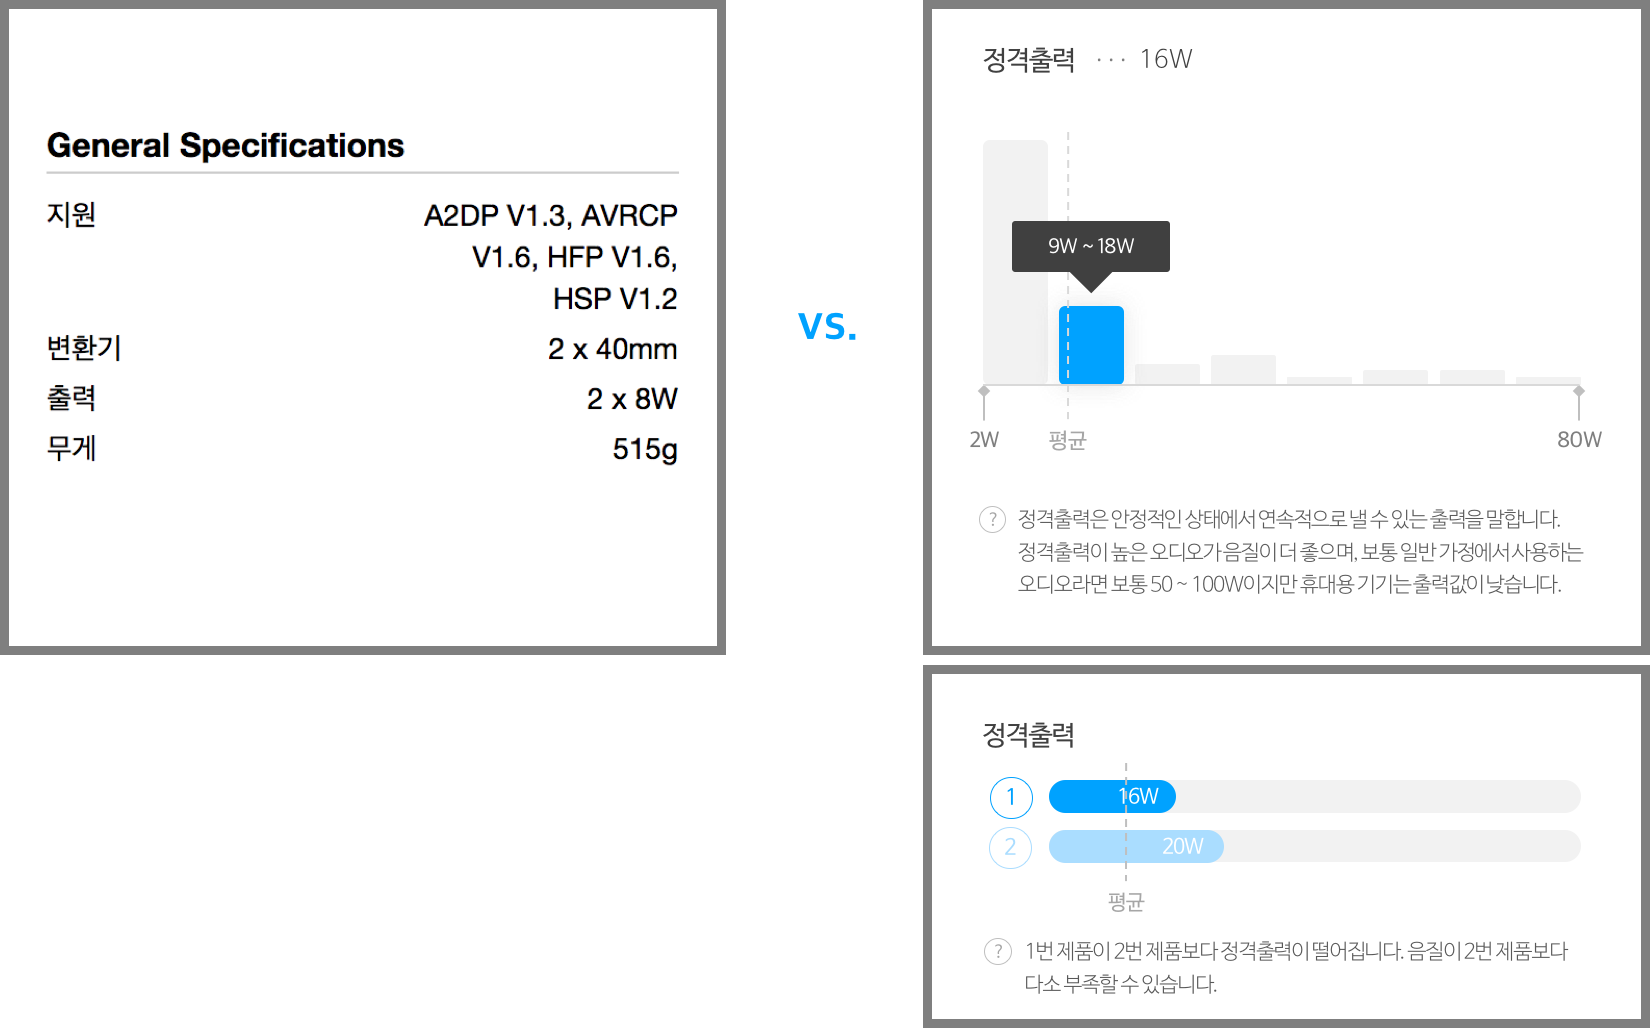 General Specifications
지원 A2DP V1.3, AVRCP
V1.6, HFP V1.6,
HSP V1.2
변환기 2 x 40mm
출력 2 x 8W
무게 515g
vs.
정격출력 ··· 16W
9W ~ 18W
2W 평균 80W
? 정격출력은 안정적인 상태에서 연속적으로 낼 수 있는 출력을 말합니다.
정격출력이 높은 오디오가 음질이 더 좋으며, 보통 일반 가정에서 사용하는
오디오라면 보통 50 ~ 100W이지만 휴대용 기기는 출력값이 낮습니다.
정격출력
1 16W
2 20W
평균
? 1번 제품이 2번 제품보다 정격출력이 떨어집니다. 음질이 2번 제품보다
다소 부족할 수 있습니다.